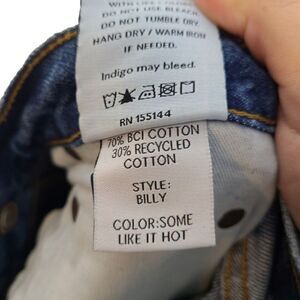 WITH LIKE COLORS
DO NOT USE BLEACH
DO NOT TUMBLE DRY
HANG DRY / WARM IRON
IF NEEDED.
Indigo may bleed.
RN 155144
70% BCI COTTON
30% RECYCLED
COTTON
STYLE:
BILLY
COLOR:SOME
LIKE IT HOT